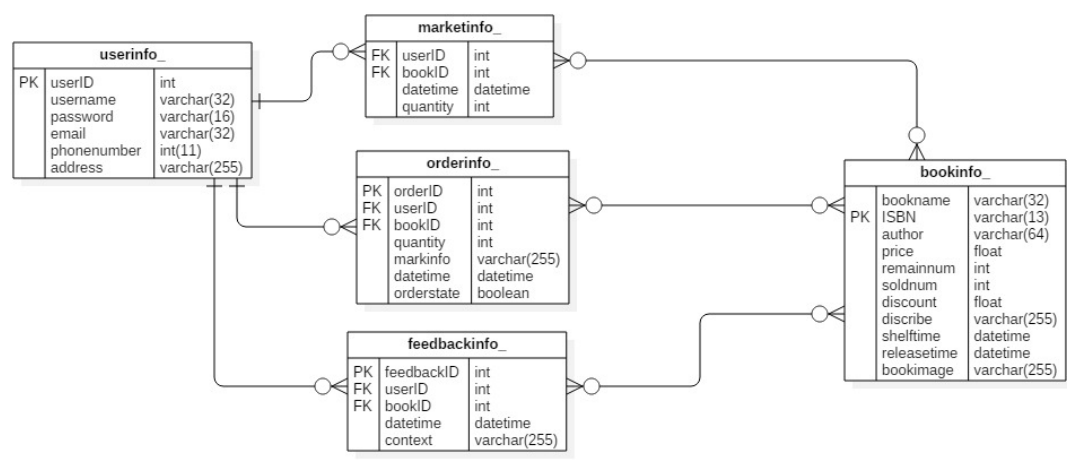 userinfo_
PK userID int
username varchar(32)
password varchar(16)
email varchar(32)
phonenumber int(11)
address varchar(255)
marketinfo_
FK userID int
FK bookID int
datetime datetime
quantity int
orderinfo_
PK orderID int
FK userID int
FK bookID int
quantity int
markinfo varchar(255)
datetime datetime
orderstate boolean
feedbackinfo_
PK feedbackID int
FK userID int
FK bookID int
datetime datetime
context varchar(255)
bookinfo_
bookname varchar(32)
PK ISBN varchar(13)
author varchar(64)
price float
remainnum int
soldnum int
discount float
discribe varchar(255)
shelftime datetime
releasetime datetime
bookimage varchar(255)